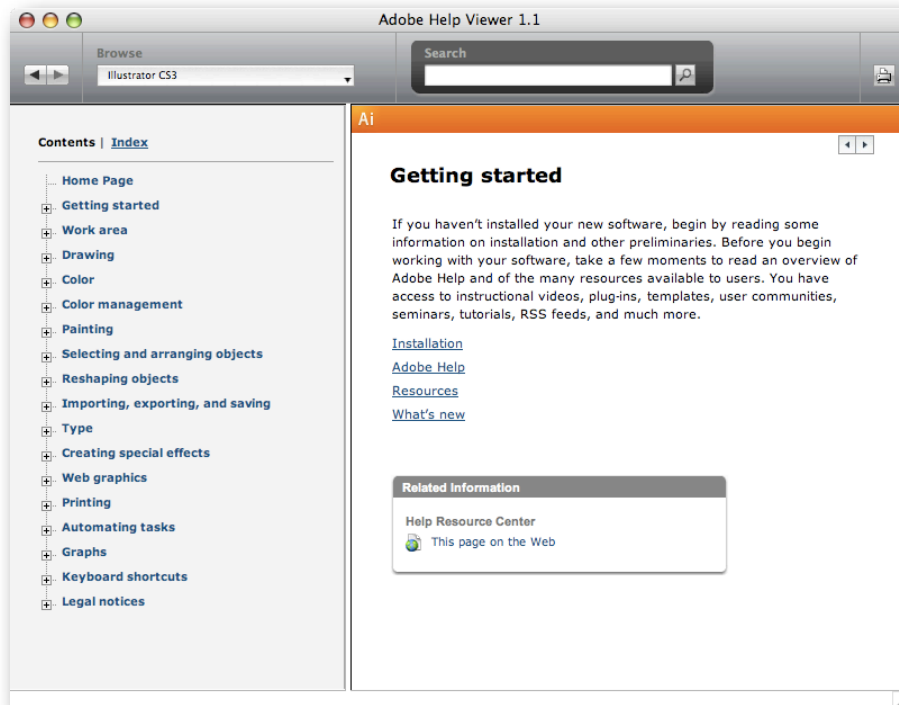 Adobe Help Viewer 1.1
Browse
Illustrator CS3
Search
Contents | Index
Home Page
Getting started
Work area
Drawing
Color
Color management
Painting
Selecting and arranging objects
Reshaping objects
Importing, exporting, and saving
Type
Creating special effects
Web graphics
Printing
Automating tasks
Graphs
Keyboard shortcuts
Legal notices
Ai
Getting started
If you haven’t installed your new software, begin by reading some
information on installation and other preliminaries. Before you begin
working with your software, take a few moments to read an overview of
Adobe Help and of the many resources available to users. You have
access to instructional videos, plug-ins, templates, user communities,
seminars, tutorials, RSS feeds, and much more.
Installation
Adobe Help
Resources
What’s new
Related Information
Help Resource Center
This page on the Web